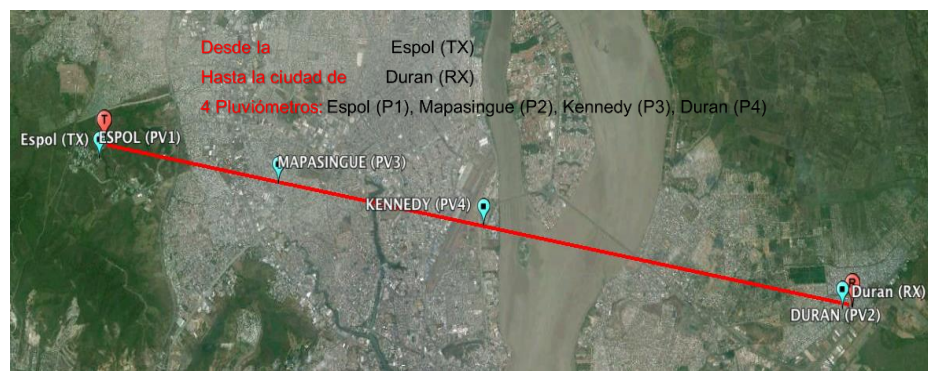 Desde la Espol (TX)
Hasta la ciudad de Duran (RX)
4 Pluviómetros: Espol (P1), Mapasingue (P2), Kennedy (P3), Duran (P4)
T
Espol (TX) ESPOL (PV1)
MAPASINGUE (PV3)
KENNEDY (PV4)
R
Duran (RX)
DURAN (PV2)